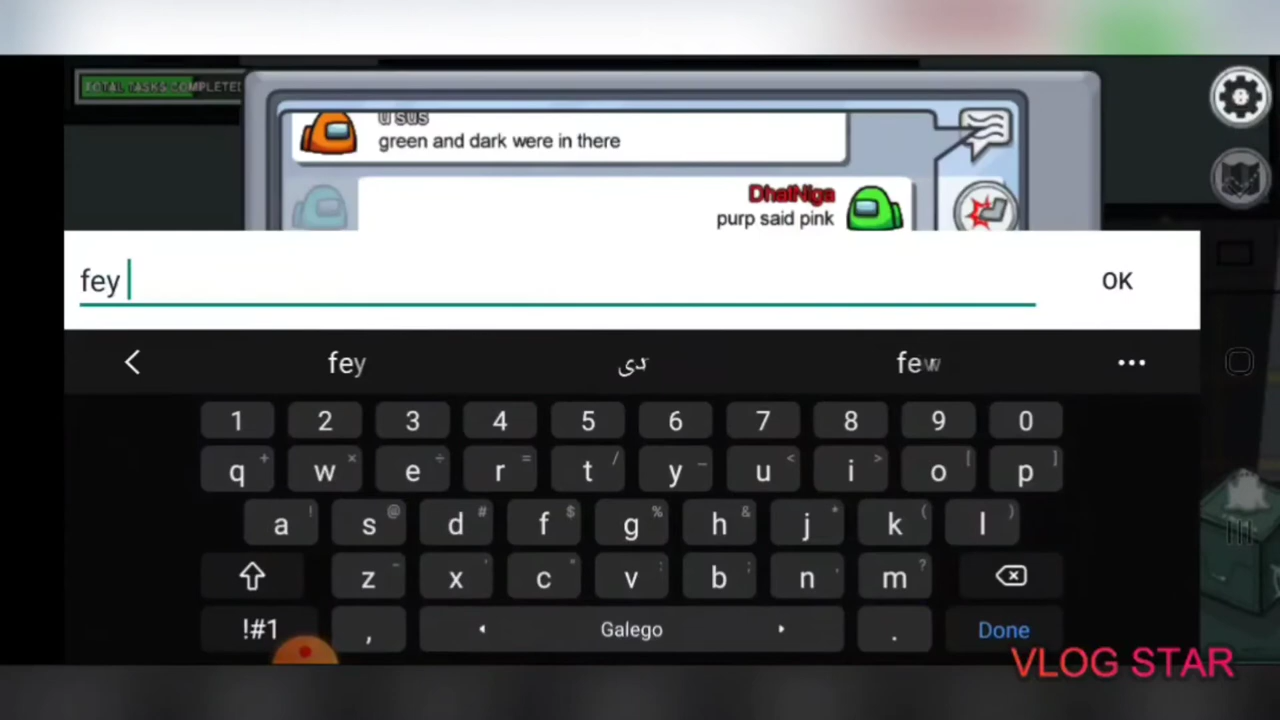 TOTAL TASKS COMPLETED
u sus
green and dark were in there
DhatNiga
purp said pink
fey
OK
fey
few
1 2 3 4 5 6 7 8 9 0
q w e r t y u i o p
a s d f g h j k l
z x c v b n m
!#1 , Galego . Done
VLOG STAR